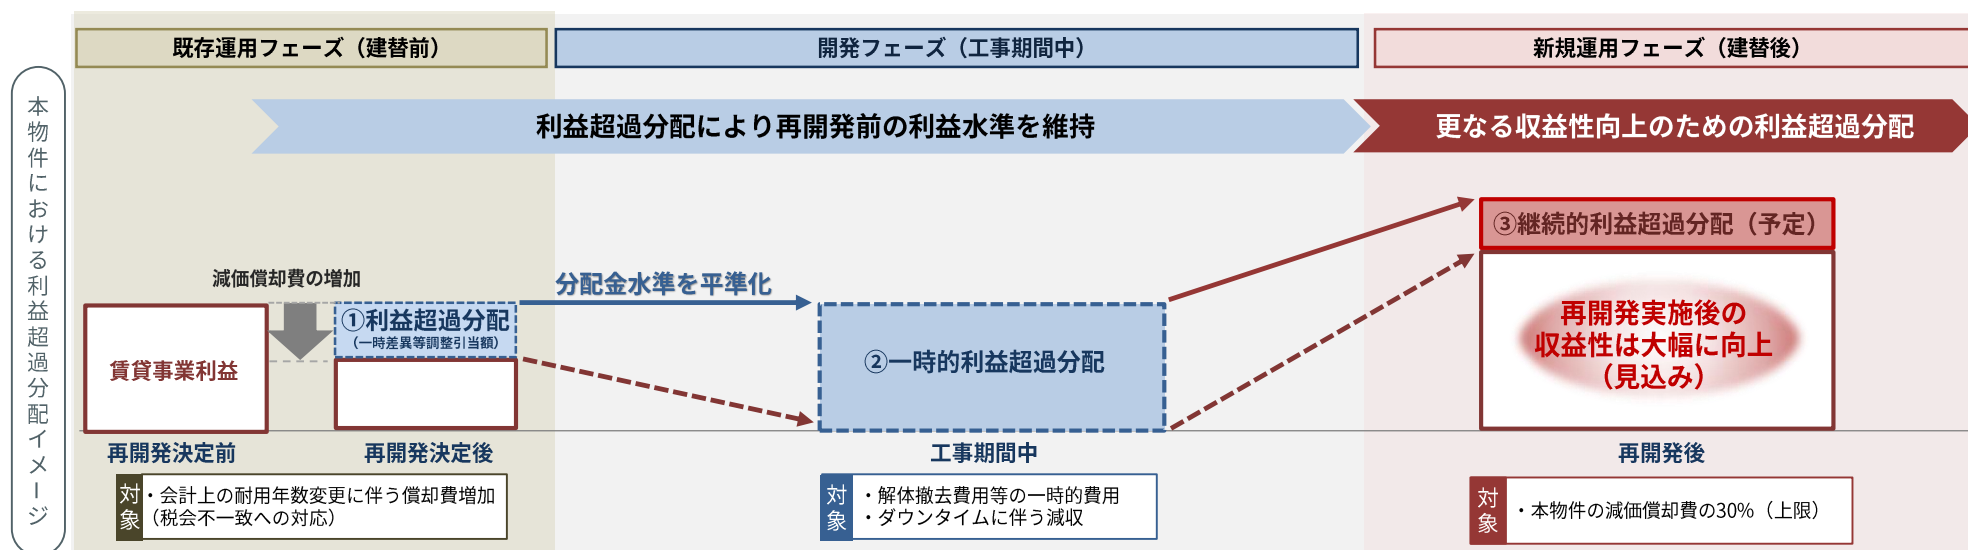 本物件における利益超過分配イメージ
既存運用フェーズ（建替前）
開発フェーズ（工事期間中）
新規運用フェーズ（建替後）
利益超過分配により再開発前の利益水準を維持
更なる収益性向上のための利益超過分配
減価償却費の増加
賃貸事業利益
①利益超過分配
（一時差異等調整引当額）
分配金水準を平準化
②一時的利益超過分配
③継続的利益超過分配（予定）
再開発実施後の
収益性は大幅に向上
（見込み）
再開発決定前
再開発決定後
工事期間中
再開発後
対象
・会計上の耐用年数変更に伴う償却費増加
（税会不一致への対応）
対象
・解体撤去費用等の一時的費用
・ダウンタイムに伴う減収
対象
・本物件の減価償却費の30%（上限）